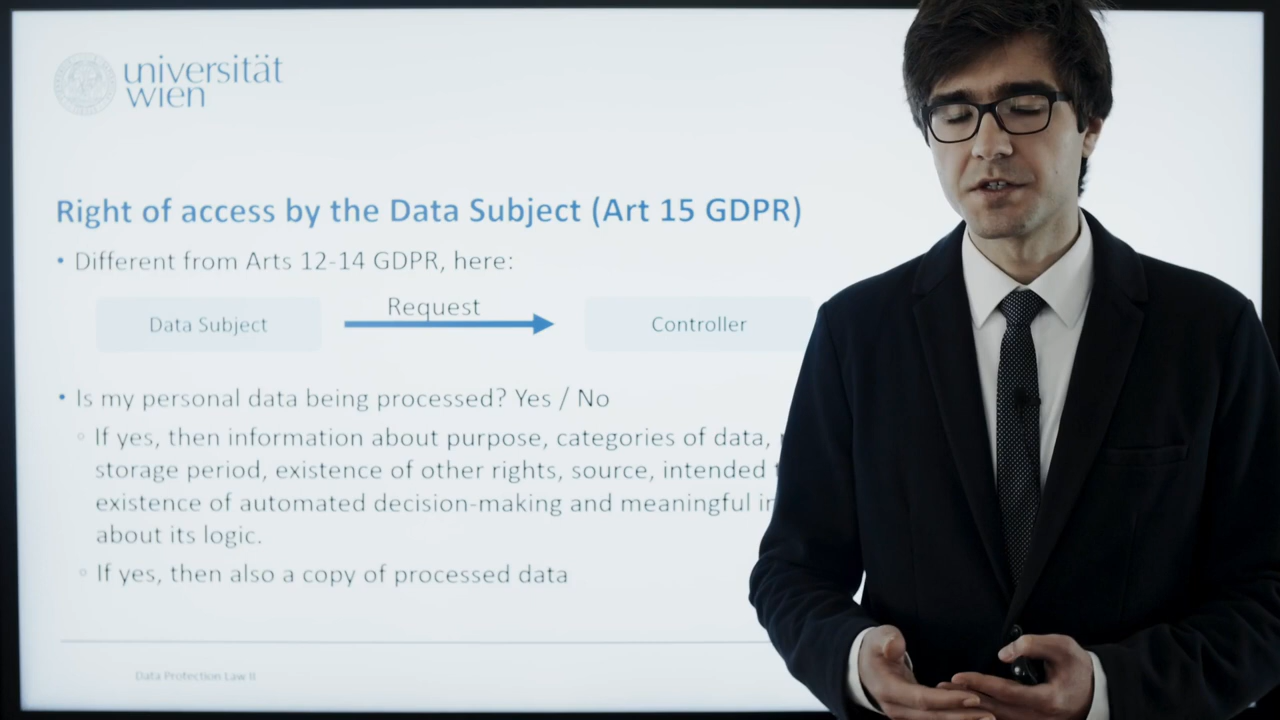 universität
wien
Right of access by the Data Subject (Art 15 GDPR)
• Different from Arts 12-14 GDPR, here:
Data Subject
Request
Controller
• Is my personal data being processed? Yes / No
◦ If yes, then information about purpose, categories of data,
storage period, existence of other rights, source, intended
existence of automated decision-making and meaningful
about its logic.
◦ If yes, then also a copy of processed data
Data Protection Law II